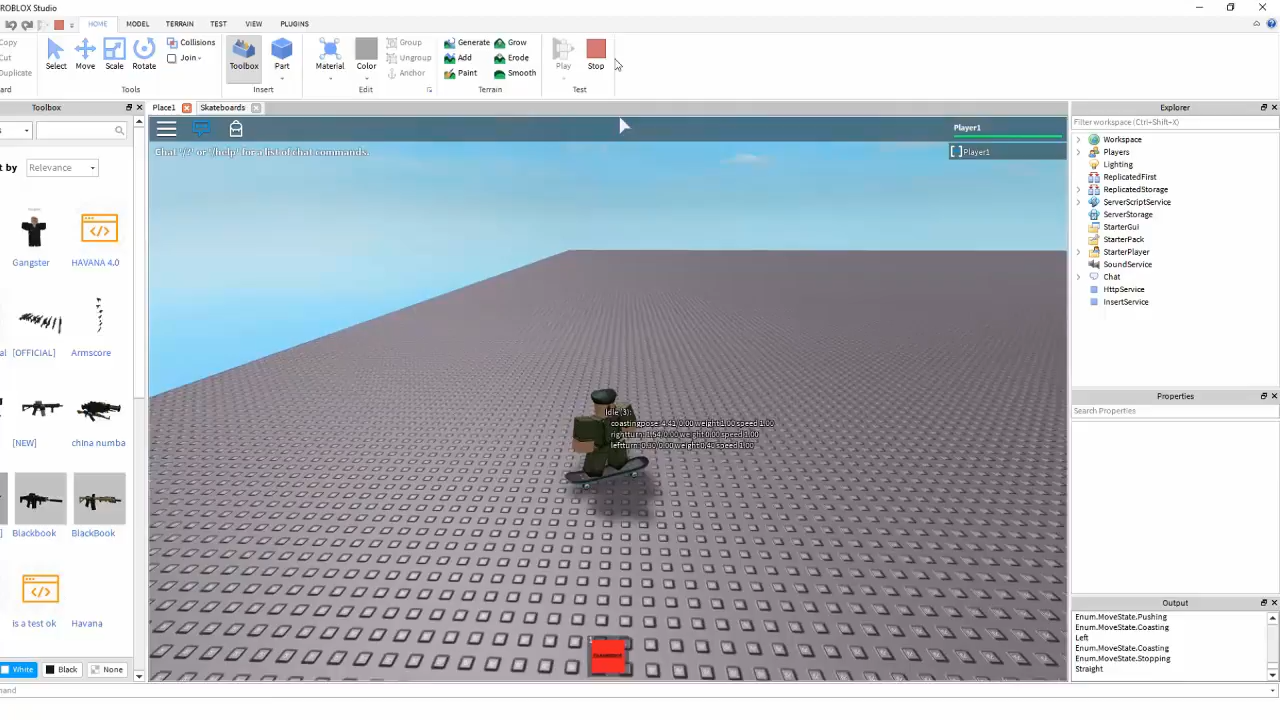 ROBLOX Studio
HOME MODEL TERRAIN TEST VIEW PLUGINS
Copy
Cut
Duplicate
Select Move Scale Rotate
Collisions
Join
Toolbox Part
Material Color
Group
Ungroup
Anchor
Generate Grow
Add Erode
Paint Smooth
Play Stop
Tools Insert Edit Terrain Test
Toolbox
Relevance
Gangster HAVANA 4.0
[OFFICIAL] Armscore
[NEW] china numba
Blackbook BlackBook
is a test ok Havana
White Black None
Place1 Skateboards
Chat '/?' or '/help' for a list of chat commands.
Player1
[ ] Player1
Idle (3):
Explorer
Filter workspace (Ctrl+Shift+X)
Workspace
Players
Lighting
ReplicatedFirst
ReplicatedStorage
ServerScriptService
ServerStorage
StarterGui
StarterPack
StarterPlayer
SoundService
Chat
HttpService
InsertService
Properties
Search Properties
Output
Enum.MoveState.Pushing
Enum.MoveState.Coasting
Left
Enum.MoveState.Coasting
Enum.MoveState.Stopping
Straight